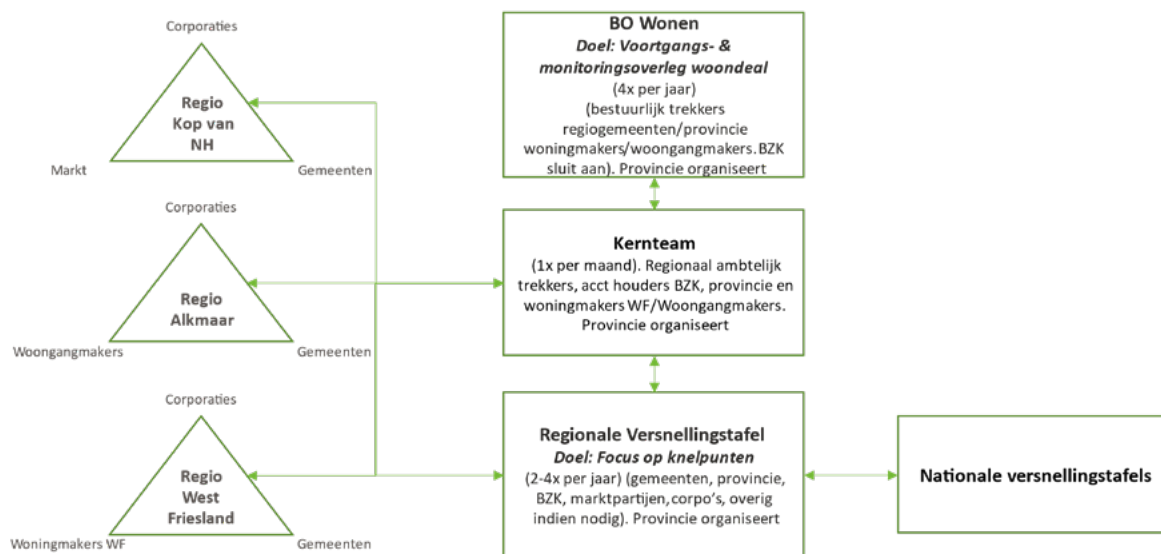 Corporaties
Regio
Kop van
NH
Markt
Gemeenten
Corporaties
Regio
Alkmaar
Woongangmakers
Gemeenten
Corporaties
Regio
West
Friesland
Woningmakers WF
Gemeenten
BO Wonen
Doel: Voortgangs- &
monitoringsoverleg woondeal
(4x per jaar)
(bestuurlijk trekkers
regiogemeenten/provincie
woningmakers/woongangmakers.BZK
sluit aan). Provincie organiseert
Kernteam
(1x per maand). Regionaal ambtelijk
trekkers, acct houders BZK, provincie en
woningmakers WF/Woongangmakers.
Provincie organiseert
Regionale Versnellingstafel
Doel: Focus op knelpunten
(2-4x per jaar) (gemeenten, provincie,
BZK, marktpartijen,corpo's, overig
indien nodig). Provincie organiseert
Nationale versnellingstafels